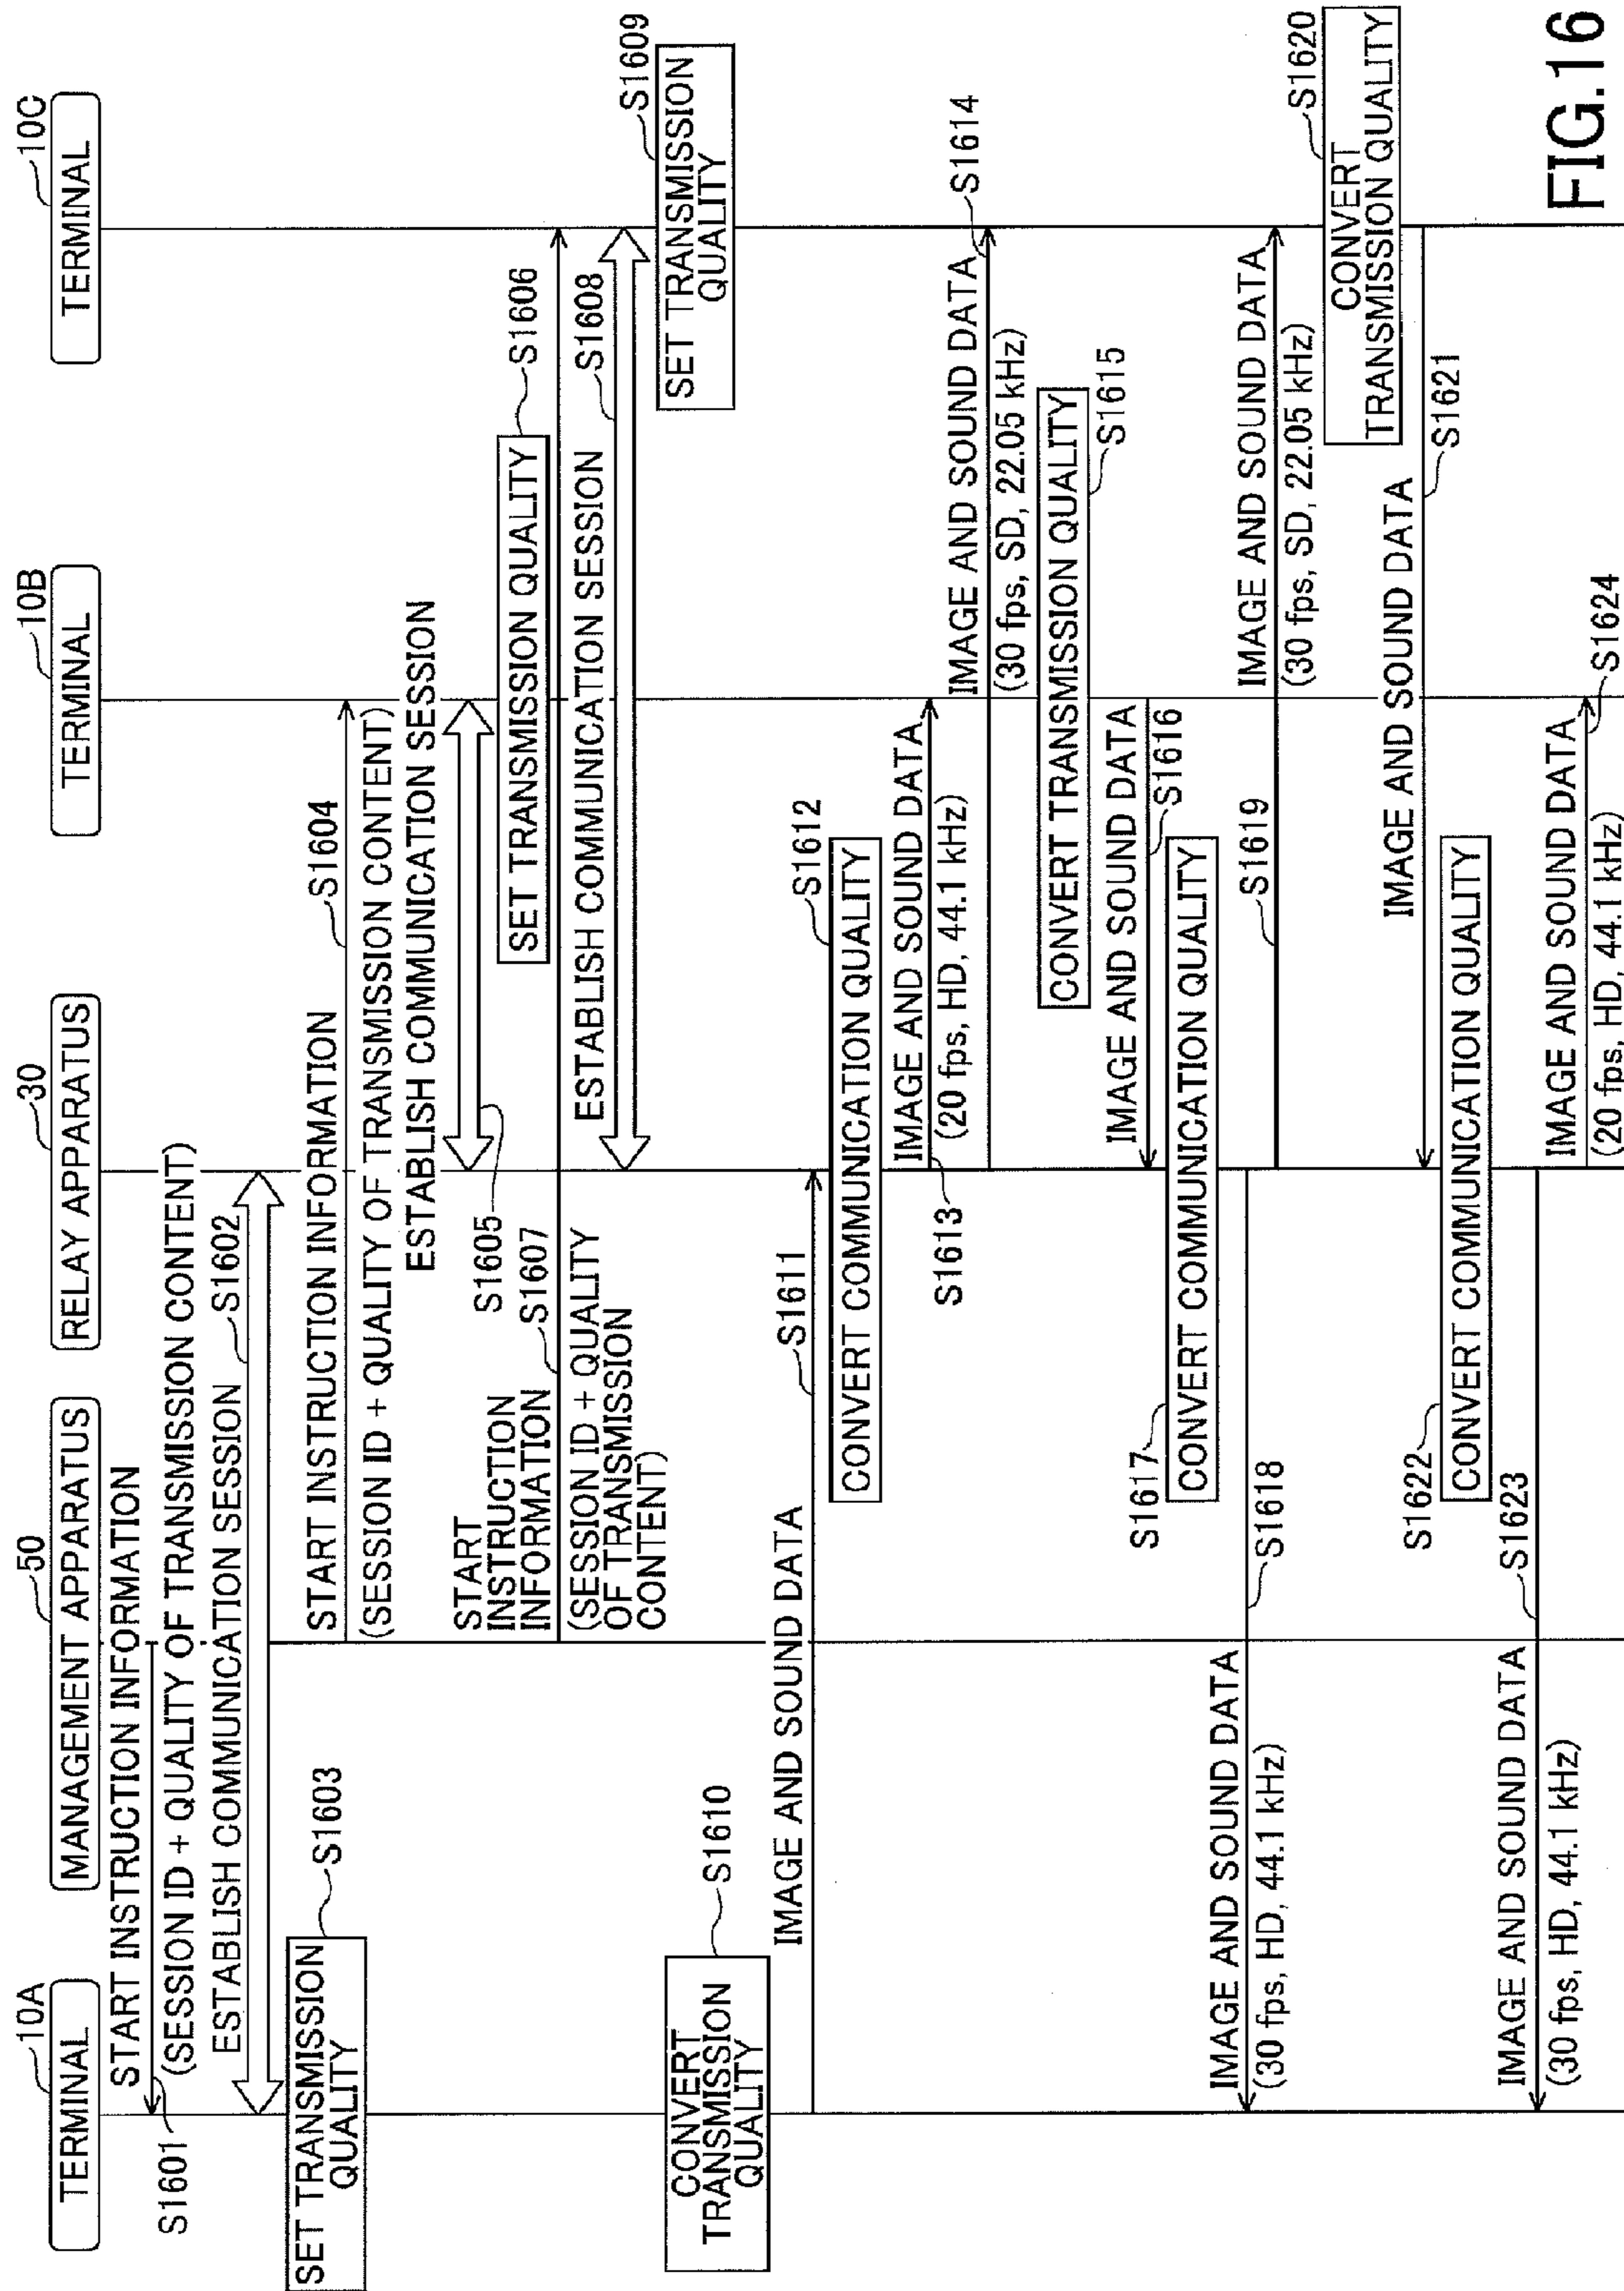 10A
TERMINAL
50
MANAGEMENT APPARATUS
30
RELAY APPARATUS
10B
TERMINAL
10C
TERMINAL
START INSTRUCTION INFORMATION
S1601
(SESSION ID + QUALITY OF TRANSMISSION CONTENT)
ESTABLISH COMMUNICATION SESSION
S1602
SET TRANSMISSION
QUALITY
S1603
START INSTRUCTION INFORMATION
S1604
(SESSION ID + QUALITY OF TRANSMISSION CONTENT)
ESTABLISH COMMUNICATION SESSION
S1605
SET TRANSMISSION QUALITY
S1606
START
INSTRUCTION
INFORMATION
S1607
(SESSION ID + QUALITY
OF TRANSMISSION
CONTENT)
ESTABLISH COMMUNICATION SESSION
S1608
SET TRANSMISSION
QUALITY
S1609
CONVERT
TRANSMISSION
QUALITY
S1610
IMAGE AND SOUND DATA
S1611
CONVERT COMMUNICATION QUALITY
S1612
IMAGE AND SOUND DATA
S1613
(20 fps, HD, 44.1 kHz)
IMAGE AND SOUND DATA
S1614
(30 fps, SD, 22.05 kHz)
CONVERT TRANSMISSION QUALITY
S1615
IMAGE AND SOUND DATA
S1616
S1617
CONVERT COMMUNICATION QUALITY
IMAGE AND SOUND DATA
S1618
(30 fps, HD, 44.1 kHz)
S1619
IMAGE AND SOUND DATA
(30 fps, SD, 22.05 kHz)
CONVERT
TRANSMISSION QUALITY
S1620
IMAGE AND SOUND DATA
S1621
S1622
CONVERT COMMUNICATION QUALITY
IMAGE AND SOUND DATA
S1623
(30 fps, HD, 44.1 kHz)
IMAGE AND SOUND DATA
S1624
(20 fps, HD, 44.1 kHz)
FIG.16